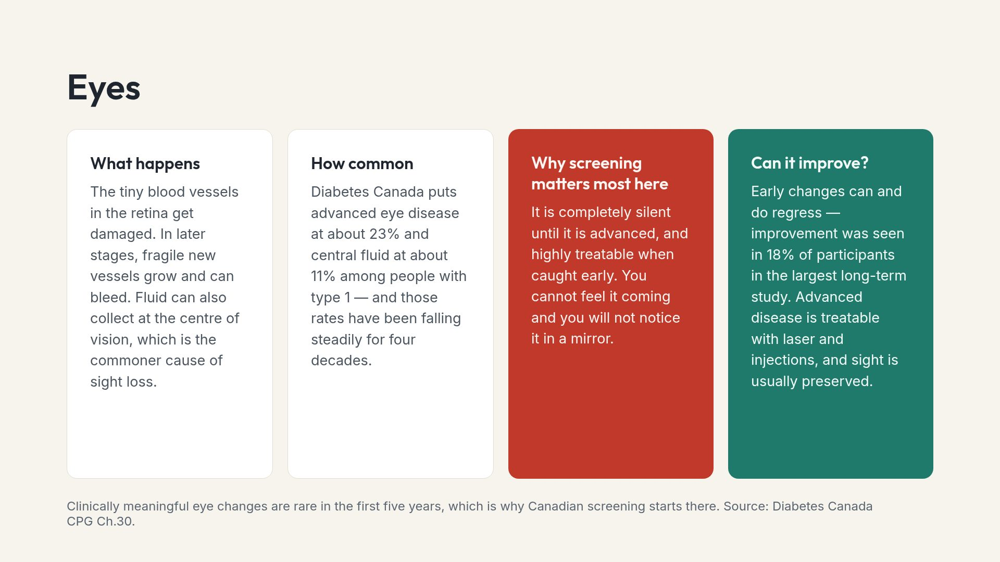 Eyes
What happens
The tiny blood vessels
in the retina get
damaged. In later
stages, fragile new
vessels grow and can
bleed. Fluid can also
collect at the centre of
vision, which is the
commoner cause of
sight loss.
How common
Diabetes Canada puts
advanced eye disease
at about 23% and
central fluid at about
11% among people with
type 1 — and those
rates have been falling
steadily for four
decades.
Why screening
matters most here
It is completely silent
until it is advanced, and
highly treatable when
caught early. You
cannot feel it coming
and you will not notice
it in a mirror.
Can it improve?
Early changes can and
do regress —
improvement was seen
in 18% of participants
in the largest long-term
study. Advanced
disease is treatable
with laser and
injections, and sight is
usually preserved.
Clinically meaningful eye changes are rare in the first five years, which is why Canadian screening starts there. Source: Diabetes Canada
CPG Ch.30.